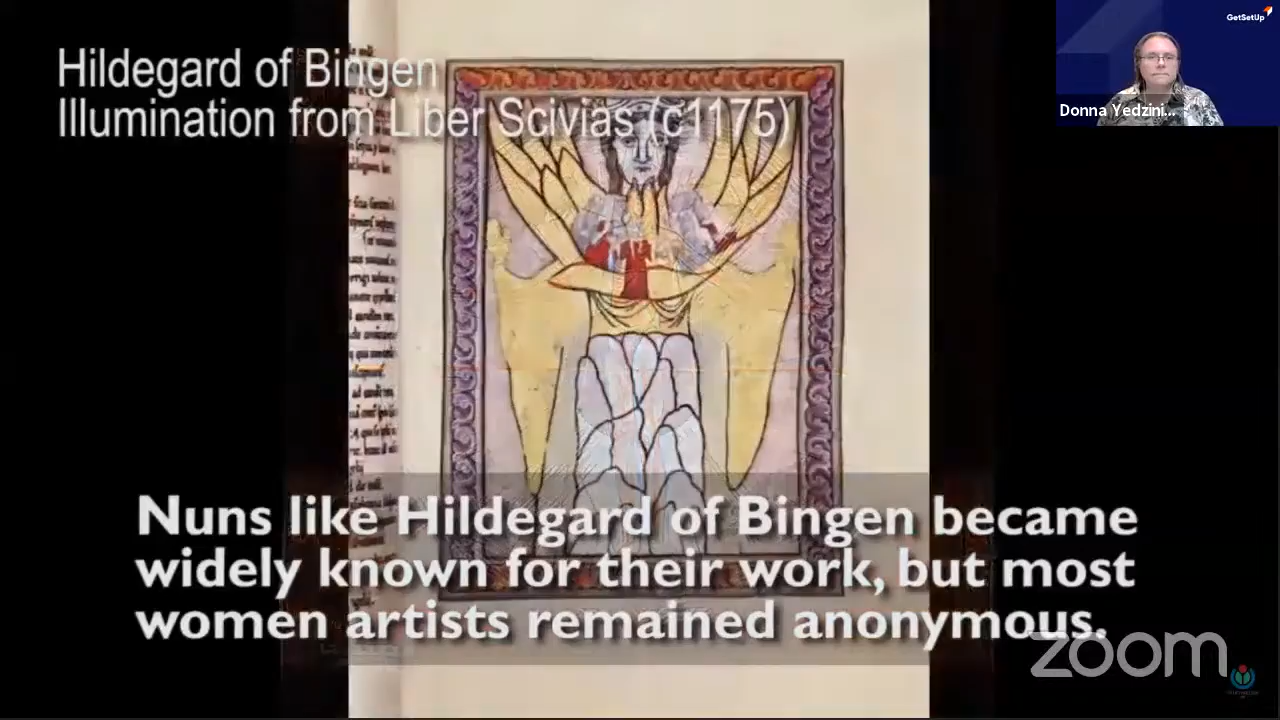 Hildegard of Bingen
Illumination from Liber Scivias (c1175)
GetSetUp
Donna Yedzini...
Nuns like Hildegard of Bingen became
widely known for their work, but most
women artists remained anonymous.
zoom